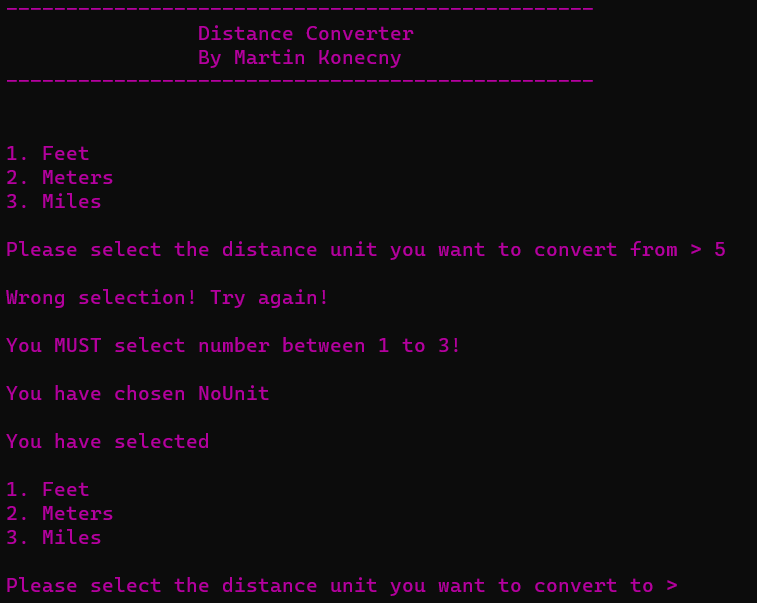 -------------------------------------------------
Distance Converter
By Martin Konecny
-------------------------------------------------
1. Feet
2. Meters
3. Miles
Please select the distance unit you want to convert from > 5
Wrong selection! Try again!
You MUST select number between 1 to 3!
You have chosen NoUnit
You have selected
1. Feet
2. Meters
3. Miles
Please select the distance unit you want to convert to >